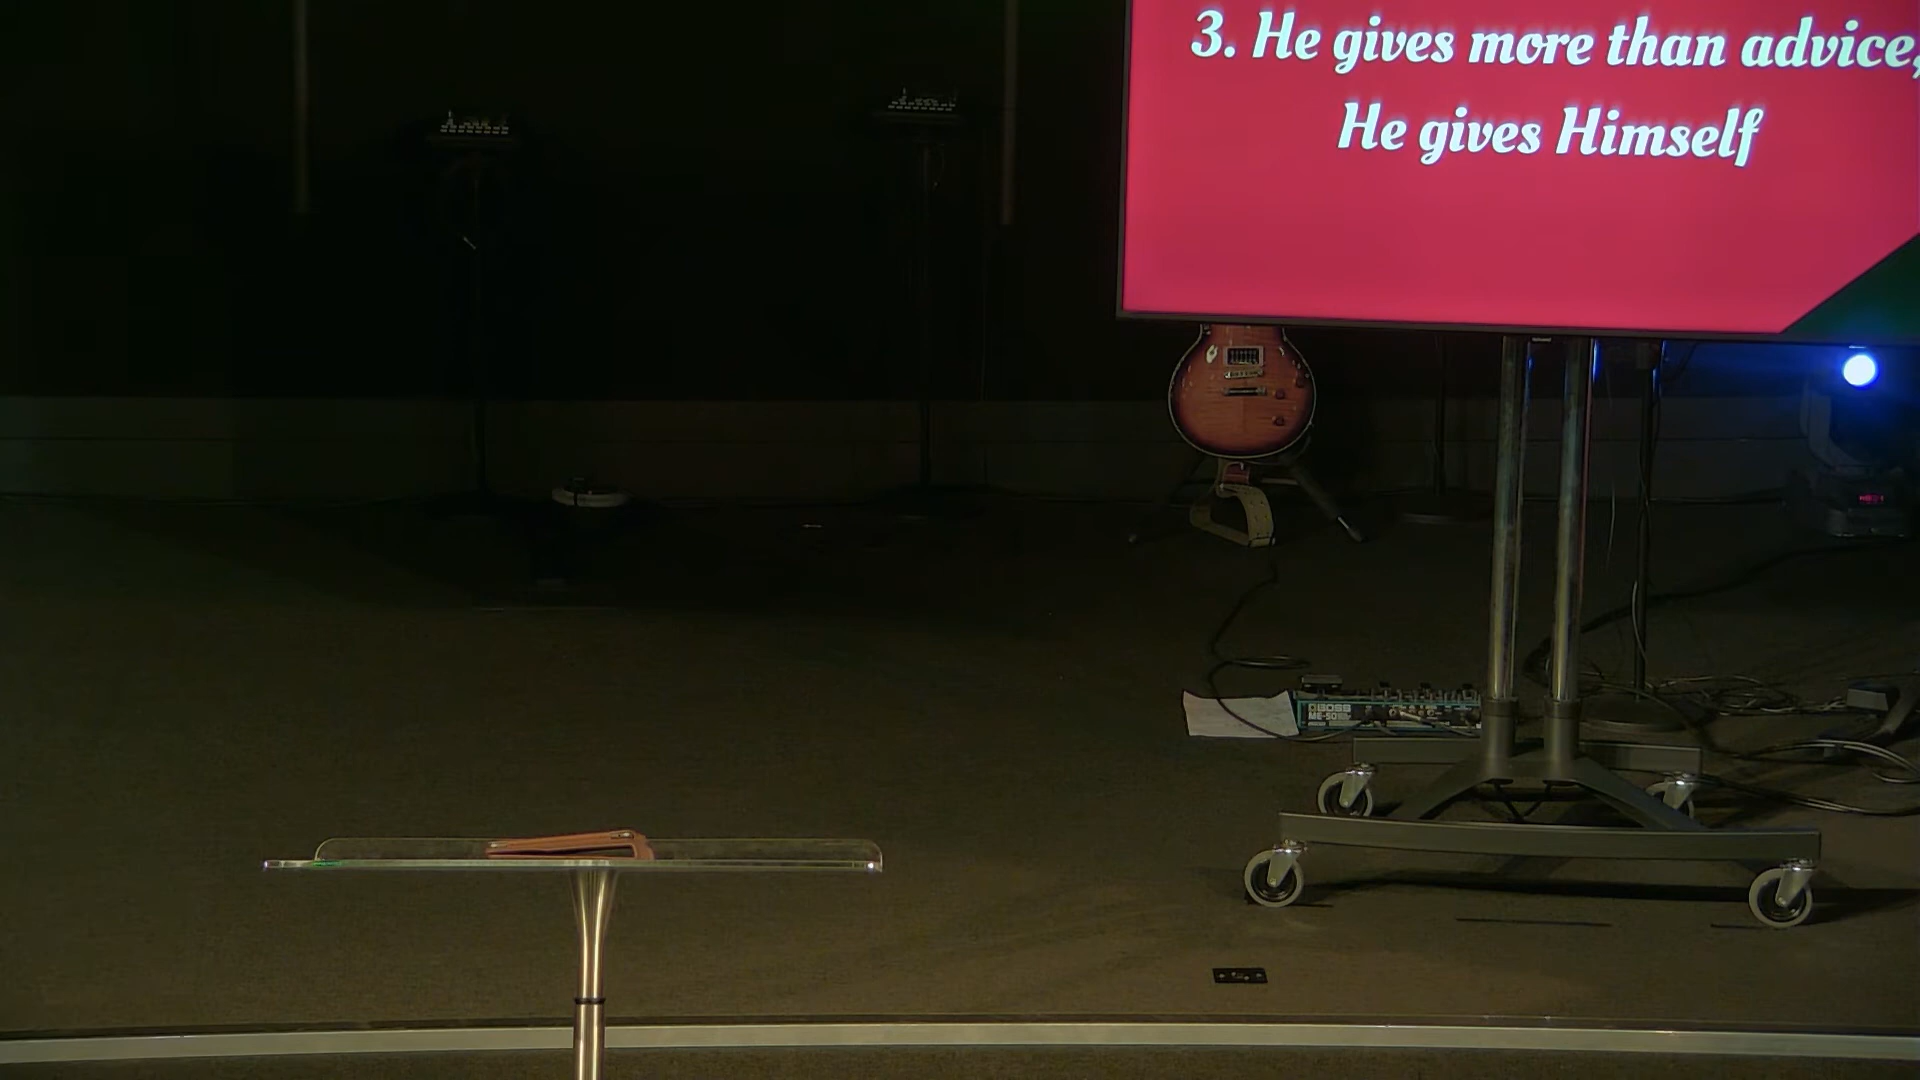 3. He gives more than advice,
He gives Himself
BOSS
ME-50